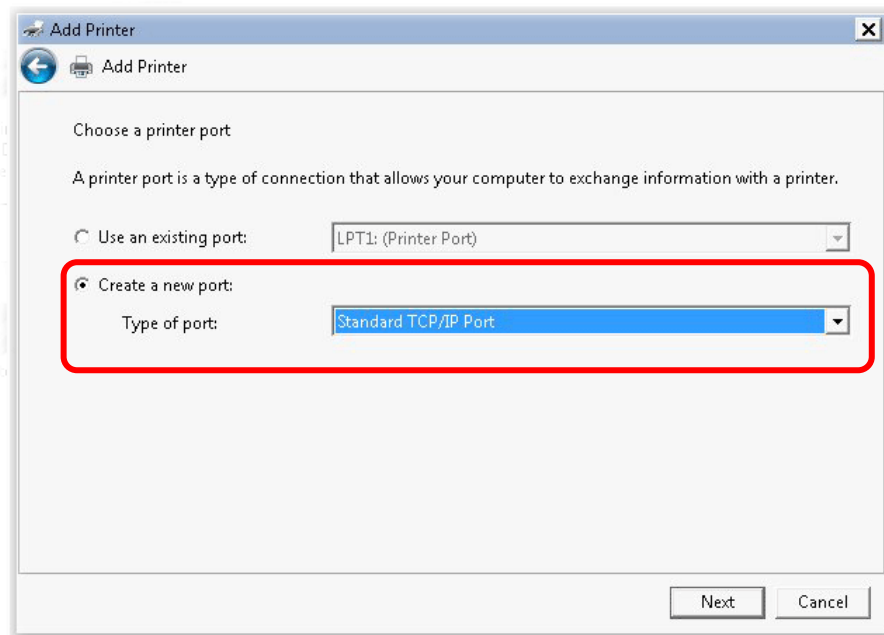 Add Printer
Add Printer
Choose a printer port
A printer port is a type of connection that allows your computer to exchange information with a printer.
Use an existing port: LPT1: (Printer Port)
Create a new port:
Type of port: Standard TCP/IP Port
Next Cancel